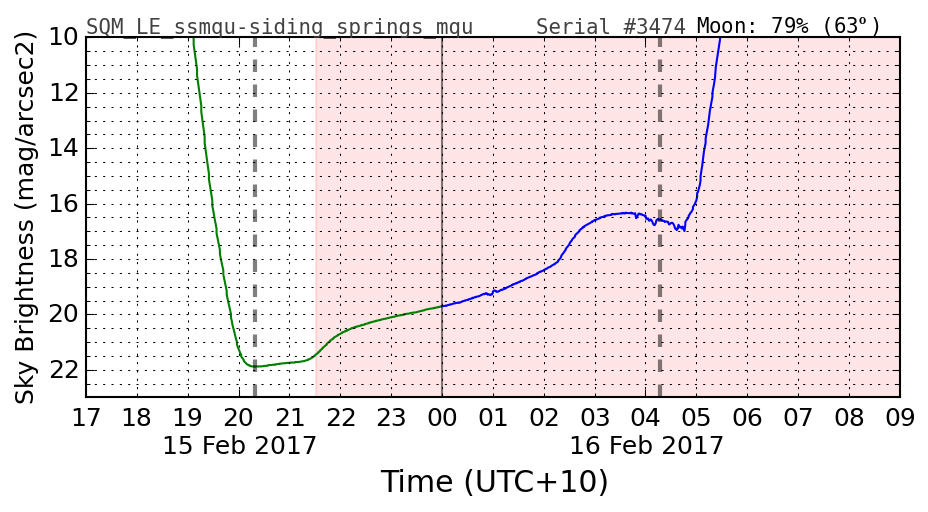 SQM_LE_ssmqu-siding_springs_mqu Serial #3474 Moon: 79% (63°)
Sky Brightness (mag/arcsec2)
10
12
14
16
18
20
22
17 18 19 20 21 22 23 00 01 02 03 04 05 06 07 08 09
15 Feb 2017 16 Feb 2017
Time (UTC+10)